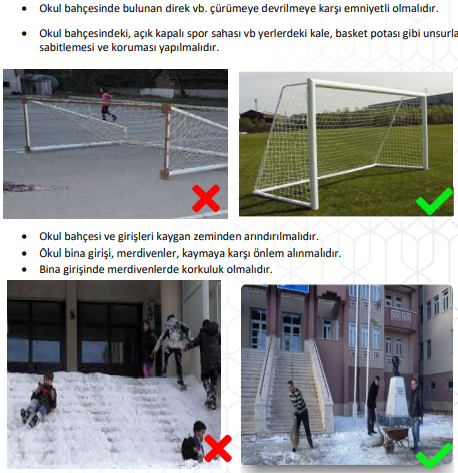 • Okul bahçesinde bulunan direk vb. çürümeye devrilmeye karşı emniyetli olmalıdır.
• Okul bahçesindeki, açık kapalı spor sahası vb yerlerdeki kale, basket potası gibi unsurla
sabitlemesi ve koruması yapılmalıdır.
• Okul bahçesi ve girişleri kaygan zeminden arındırılmalıdır.
• Okul bina girişi, merdivenler, kaymaya karşı önlem alınmalıdır.
• Bina girişinde merdivenlerde korkuluk olmalıdır.